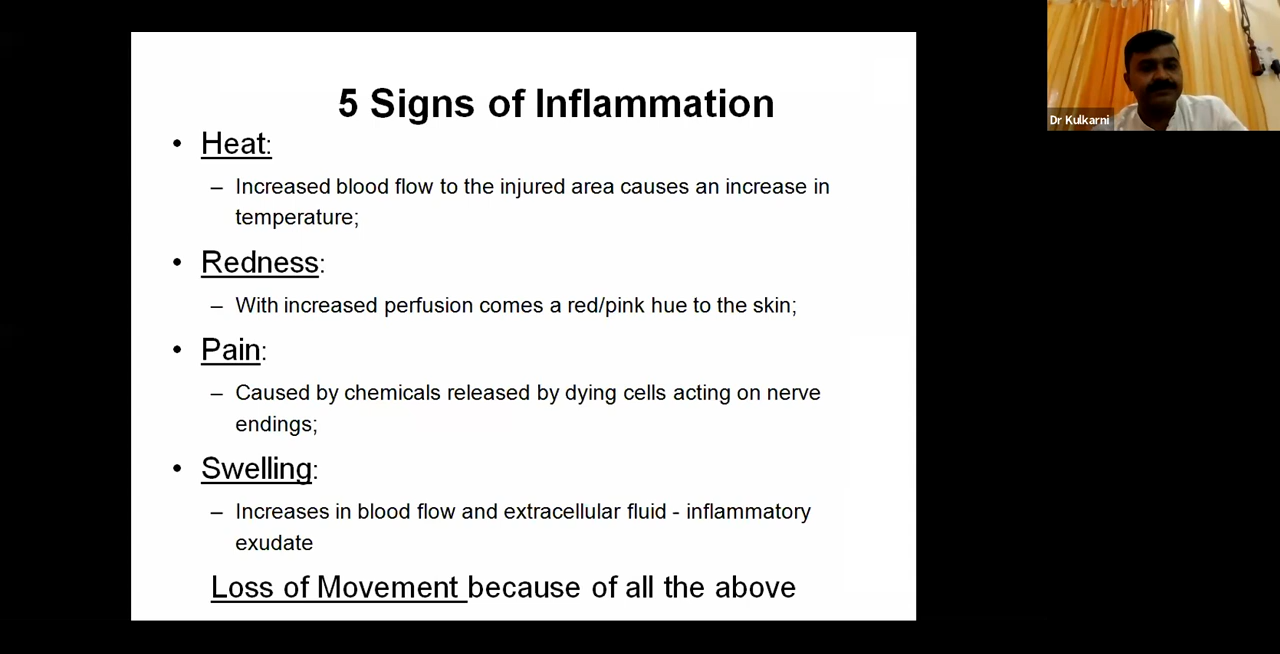 5 Signs of Inflammation
• Heat:
– Increased blood flow to the injured area causes an increase in
temperature;
• Redness:
– With increased perfusion comes a red/pink hue to the skin;
• Pain:
– Caused by chemicals released by dying cells acting on nerve
endings;
• Swelling:
– Increases in blood flow and extracellular fluid - inflammatory
exudate
Loss of Movement because of all the above
Dr Kulkarni